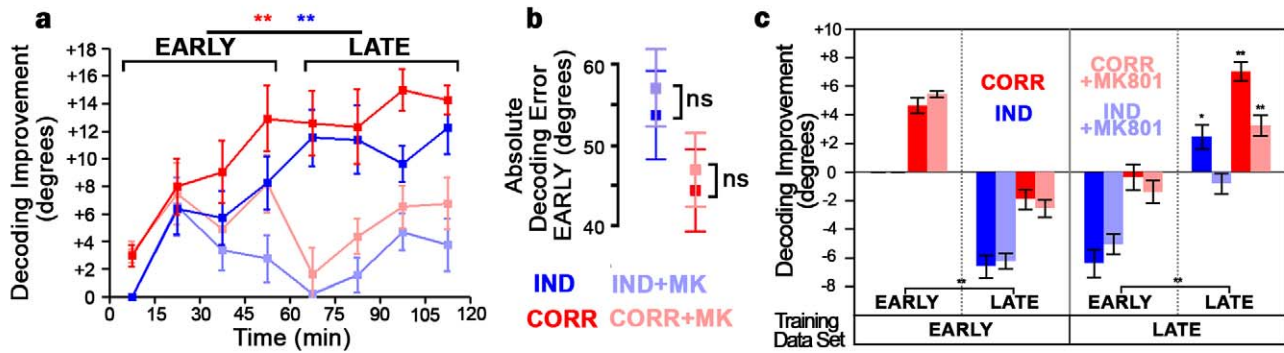 a
** **
EARLY LATE
Decoding Improvement
(degrees)
+18
+16
+14
+12
+10
+8
+6
+4
+2
0
0 15 30 45 60 75 90 105 120
Time (min)
b
Absolute
Decoding Error
EARLY (degrees)
60
50
40
ns
ns
IND IND+MK
CORR CORR+MK
c
Decoding Improvement
(degrees)
+10
+8
+6
+4
+2
0
-2
-4
-6
-8
CORR
IND
CORR
+MK801
IND
+MK801
*
**
**
** **
EARLY LATE EARLY LATE
Training
Data Set
EARLY LATE